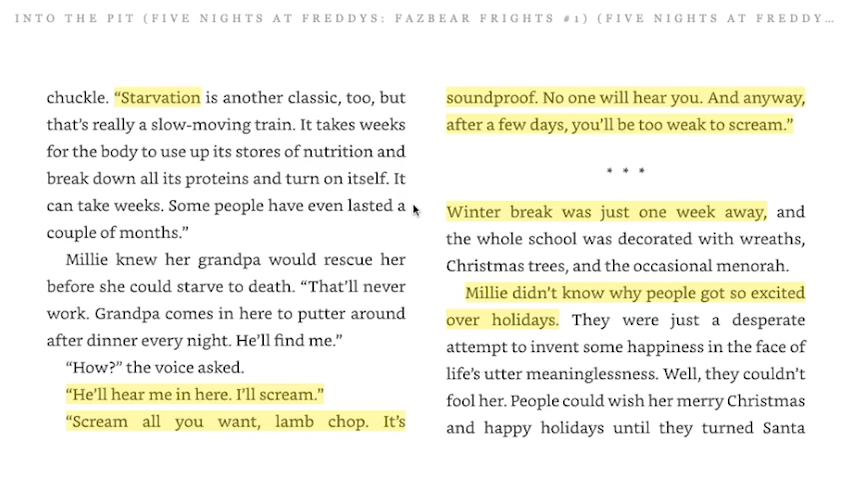 INTO THE PIT (FIVE NIGHTS AT FREDDYS: FAZBEAR FRIGHTS #1) (FIVE NIGHTS AT FREDDY…
chuckle. “Starvation is another classic, too, but
that’s really a slow-moving train. It takes weeks
for the body to use up its stores of nutrition and
break down all its proteins and turn on itself. It
can take weeks. Some people have even lasted a
couple of months.”
Millie knew her grandpa would rescue her
before she could starve to death. “That’ll never
work. Grandpa comes in here to putter around
after dinner every night. He’ll find me.”
“How?” the voice asked.
“He’ll hear me in here. I’ll scream.”
“Scream all you want, lamb chop. It’s
soundproof. No one will hear you. And anyway,
after a few days, you’ll be too weak to scream.”
* * *
Winter break was just one week away, and
the whole school was decorated with wreaths,
Christmas trees, and the occasional menorah.
Millie didn’t know why people got so excited
over holidays. They were just a desperate
attempt to invent some happiness in the face of
life’s utter meaninglessness. Well, they couldn’t
fool her. People could wish her merry Christmas
and happy holidays until they turned Santa